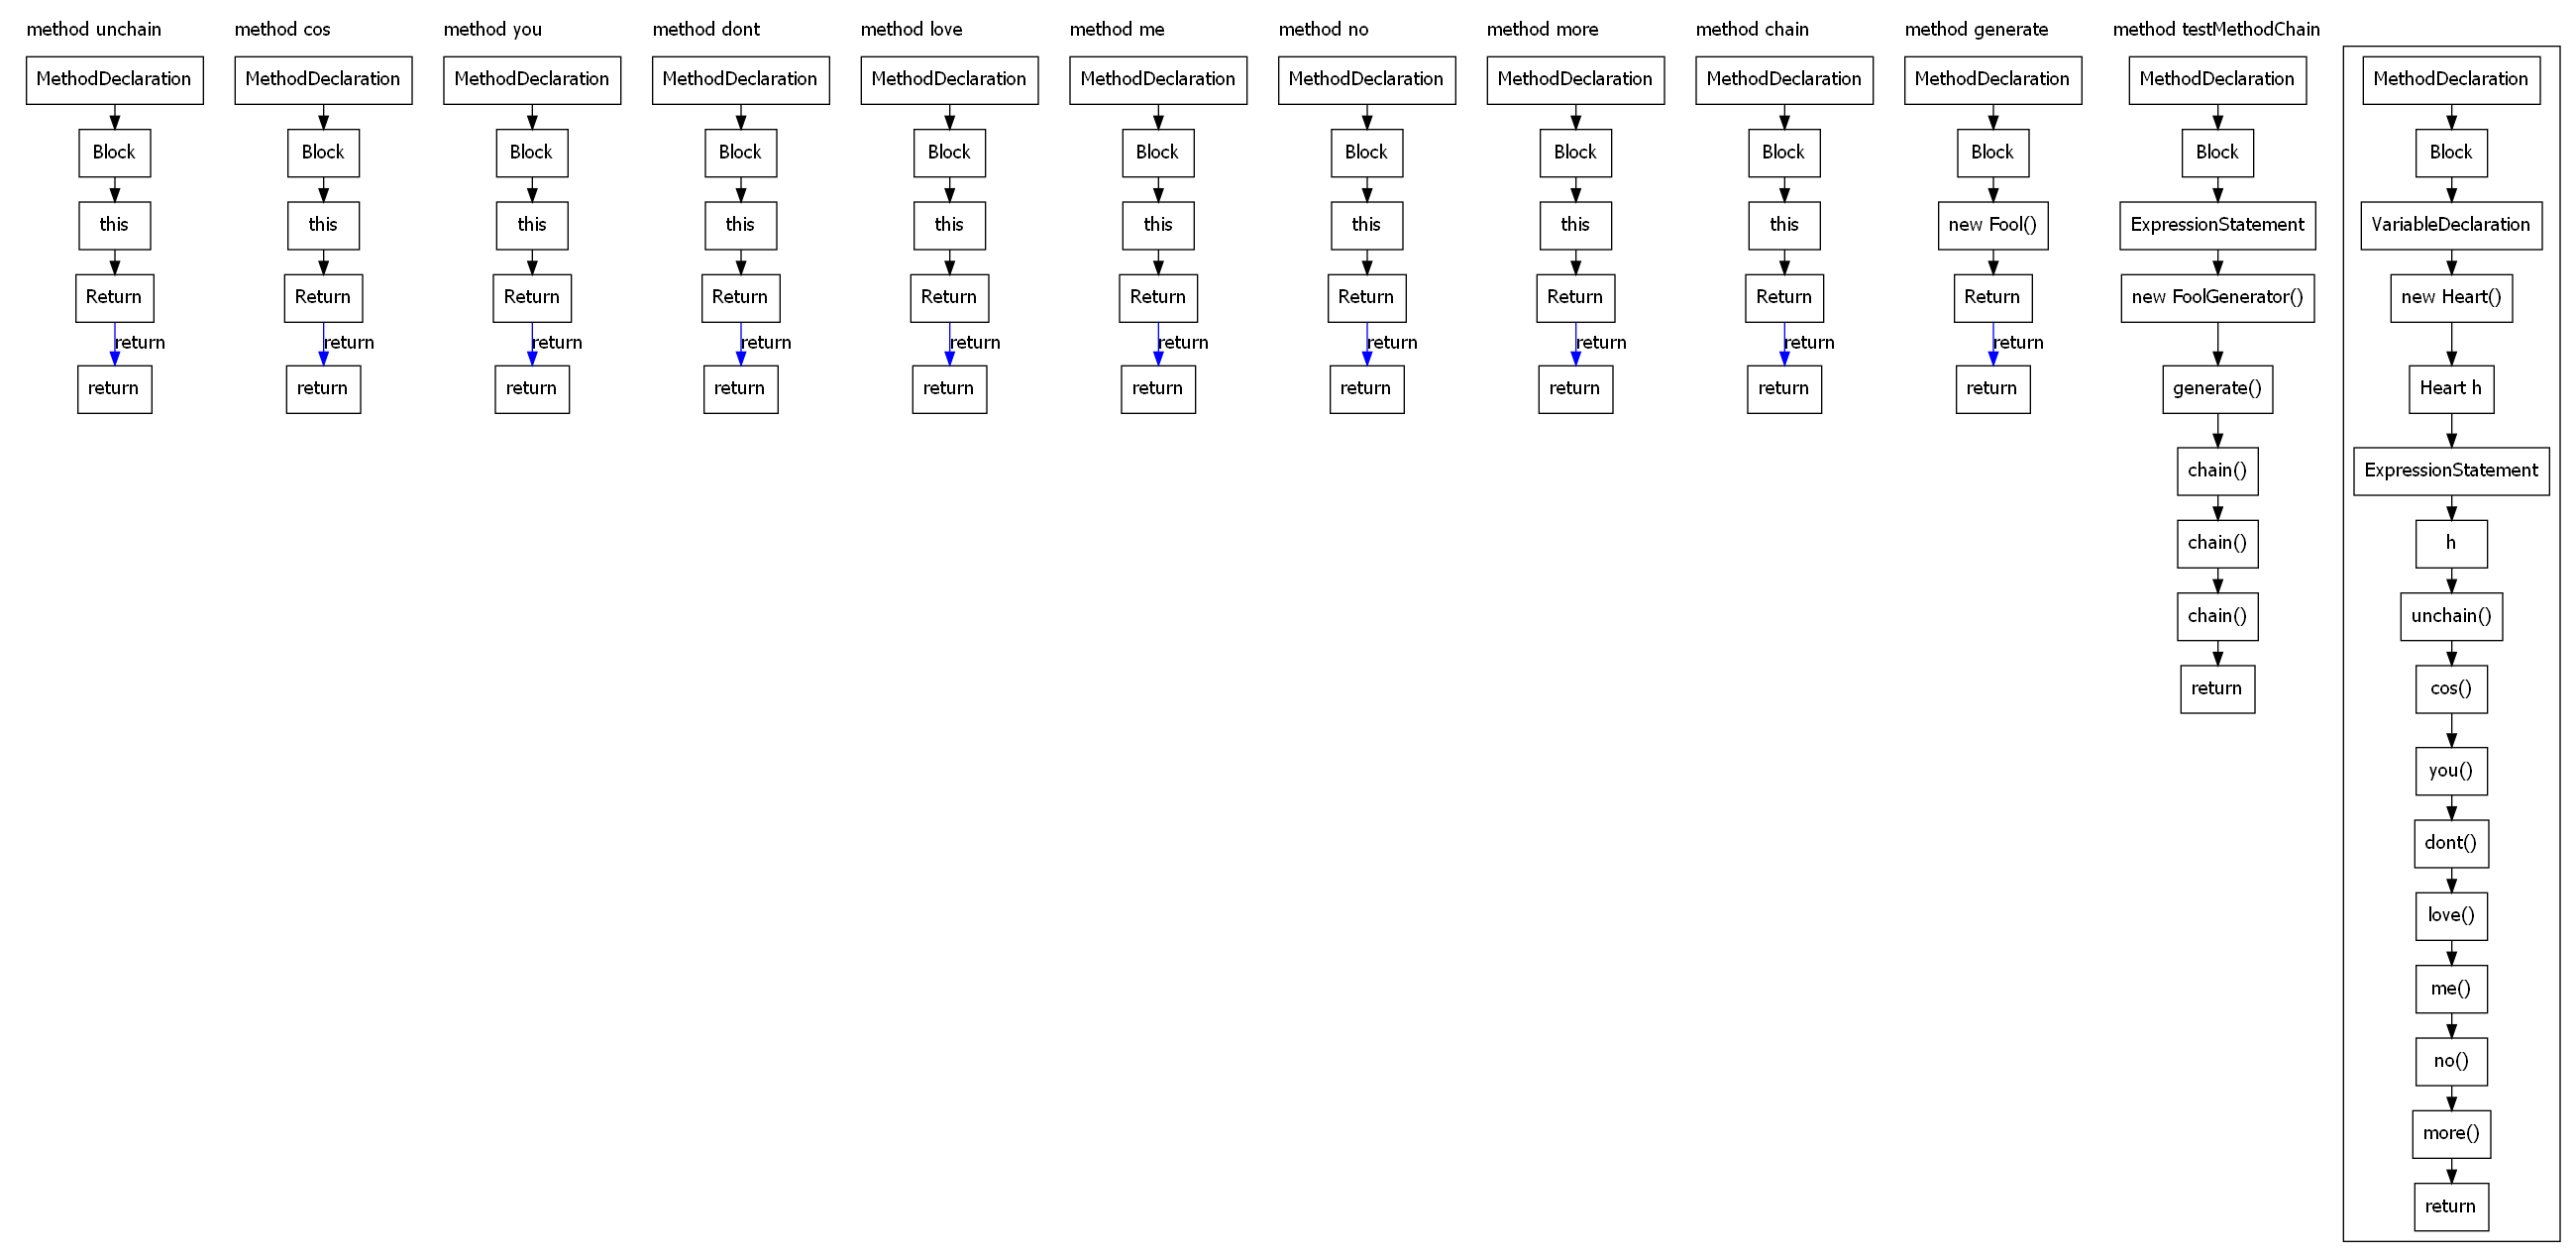 method unchain
MethodDeclaration
Block
this
Return
return
return
method cos
MethodDeclaration
Block
this
Return
return
return
method you
MethodDeclaration
Block
this
Return
return
return
method dont
MethodDeclaration
Block
this
Return
return
return
method love
MethodDeclaration
Block
this
Return
return
return
method me
MethodDeclaration
Block
this
Return
return
return
method no
MethodDeclaration
Block
this
Return
return
return
method more
MethodDeclaration
Block
this
Return
return
return
method chain
MethodDeclaration
Block
this
Return
return
return
method generate
MethodDeclaration
Block
new Fool()
Return
return
return
method testMethodChain
MethodDeclaration
Block
ExpressionStatement
new FoolGenerator()
generate()
chain()
chain()
chain()
return
MethodDeclaration
Block
VariableDeclaration
new Heart()
Heart h
ExpressionStatement
h
unchain()
cos()
you()
dont()
love()
me()
no()
more()
return